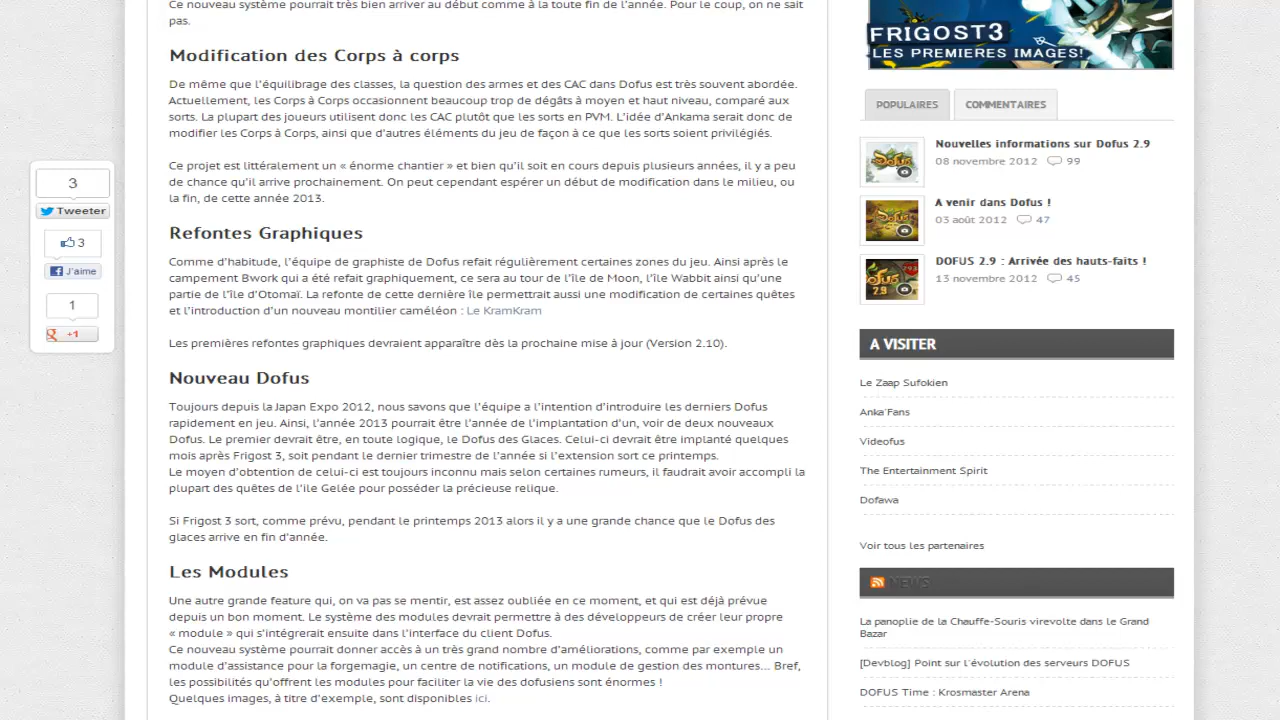 Ce nouveau système pourrait très bien arriver au début comme à la toute fin de l'année. Pour le coup, on ne sait
pas.
Modification des Corps à corps
De même que l'équilibrage des classes, la question des armes et des CAC dans Dofus est très souvent abordée.
Actuellement, les Corps à Corps occasionnent beaucoup trop de dégâts à moyen et haut niveau, comparé aux
sorts. La plupart des joueurs utilisent donc les CAC plutôt que les sorts en PVM. L'idée d'Ankama serait donc de
modifier les Corps à Corps, ainsi que d'autres éléments du jeu de façon à ce que les sorts soient privilégiés.
Ce projet est littéralement un « énorme chantier » et bien qu'il soit en cours depuis plusieurs années, il y a peu
de chance qu'il arrive prochainement. On peut cependant espérer un début de modification dans le milieu, ou
la fin, de cette année 2013.
Refontes Graphiques
Comme d'habitude, l'équipe de graphiste de Dofus refait régulièrement certaines zones du jeu. Ainsi après le
campement Bwork qui a été refait graphiquement, ce sera au tour de l'île de Moon, l'île Wabbit ainsi qu'une
partie de l'île d'Otomaï. La refonte de cette dernière île permettrait aussi une modification de certaines quêtes
et l'introduction d'un nouveau montilier caméléon : Le KramKram
Les premières refontes graphiques devraient apparaître dès la prochaine mise à jour (Version 2.10).
Nouveau Dofus
Toujours depuis la Japan Expo 2012, nous savons que l'équipe a l'intention d'introduire les derniers Dofus
rapidement en jeu. Ainsi, l'année 2013 pourrait être l'année de l'implantation d'un, voir de deux nouveaux
Dofus. Le premier devrait être, en toute logique, le Dofus des Glaces. Celui-ci devrait être implanté quelques
mois après Frigost 3, soit pendant le dernier trimestre de l'année si l'extension sort ce printemps.
Le moyen d'obtention de celui-ci est toujours inconnu mais selon certaines rumeurs, il faudrait avoir accompli la
plupart des quêtes de l'ile Gelée pour posséder la précieuse relique.
Si Frigost 3 sort, comme prévu, pendant le printemps 2013 alors il y a une grande chance que le Dofus des
glaces arrive en fin d'année.
Les Modules
Une autre grande feature qui, on va pas se mentir, est assez oubliée en ce moment, et qui est déjà prévue
depuis un bon moment. Le système des modules devrait permettre à des développeurs de créer leur propre
« module » qui s'intégrerait ensuite dans l'interface du client Dofus.
Ce nouveau système pourrait donner accès à un très grand nombre d'améliorations, comme par exemple un
module d'assistance pour la forgemagie, un centre de notifications, un module de gestion des montures... Bref,
les possibilités qu'offrent les modules pour faciliter la vie des dofusiens sont énormes !
Quelques images, à titre d'exemple, sont disponibles ici.
3
Tweeter
3
J'aime
1
+1
FRIGOST3
LES PREMIERES IMAGES!
POPULAIRES
COMMENTAIRES
Nouvelles informations sur Dofus 2.9
08 novembre 2012 99
A venir dans Dofus !
03 août 2012 47
DOFUS 2.9 : Arrivée des hauts-faits !
13 novembre 2012 45
A VISITER
Le Zaap Sufokien
Anka'Fans
Videofus
The Entertainment Spirit
Dofawa
Voir tous les partenaires
NEWS
La panoplie de la Chauffe-Souris virevolte dans le Grand
Bazar
[Devblog] Point sur l'évolution des serveurs DOFUS
DOFUS Time : Krosmaster Arena